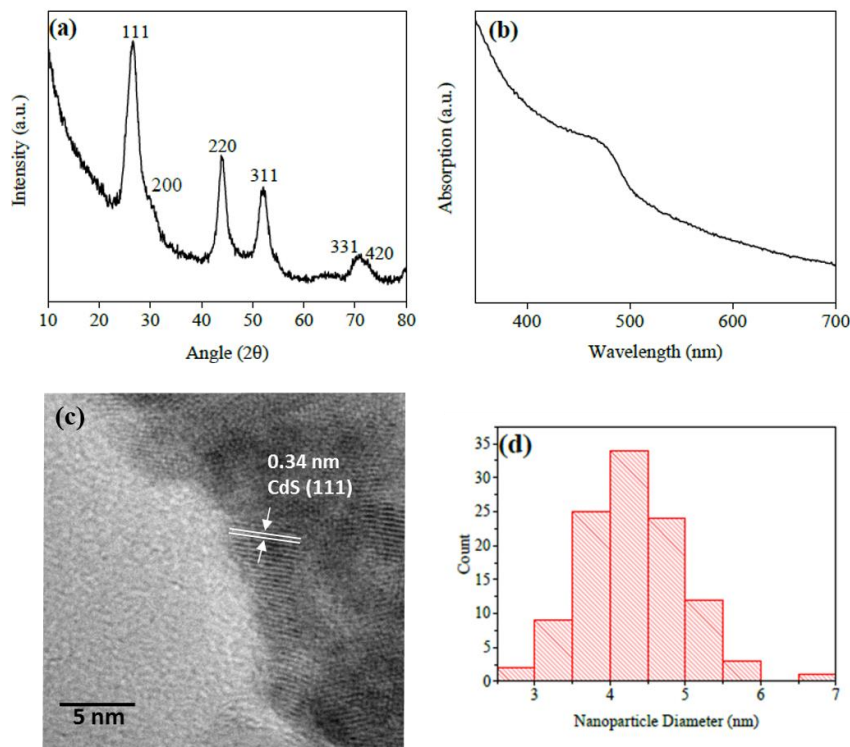 (a)
111
200
220
311
331
420
Intensity (a.u.)
10 20 30 40 50 60 70 80
Angle (2θ)
(b)
Absorption (a.u.)
400 500 600 700
Wavelength (nm)
(c)
0.34 nm
CdS (111)
5 nm
(d)
35
30
25
20
15
10
5
0
Count
3 4 5 6 7
Nanoparticle Diameter (nm)